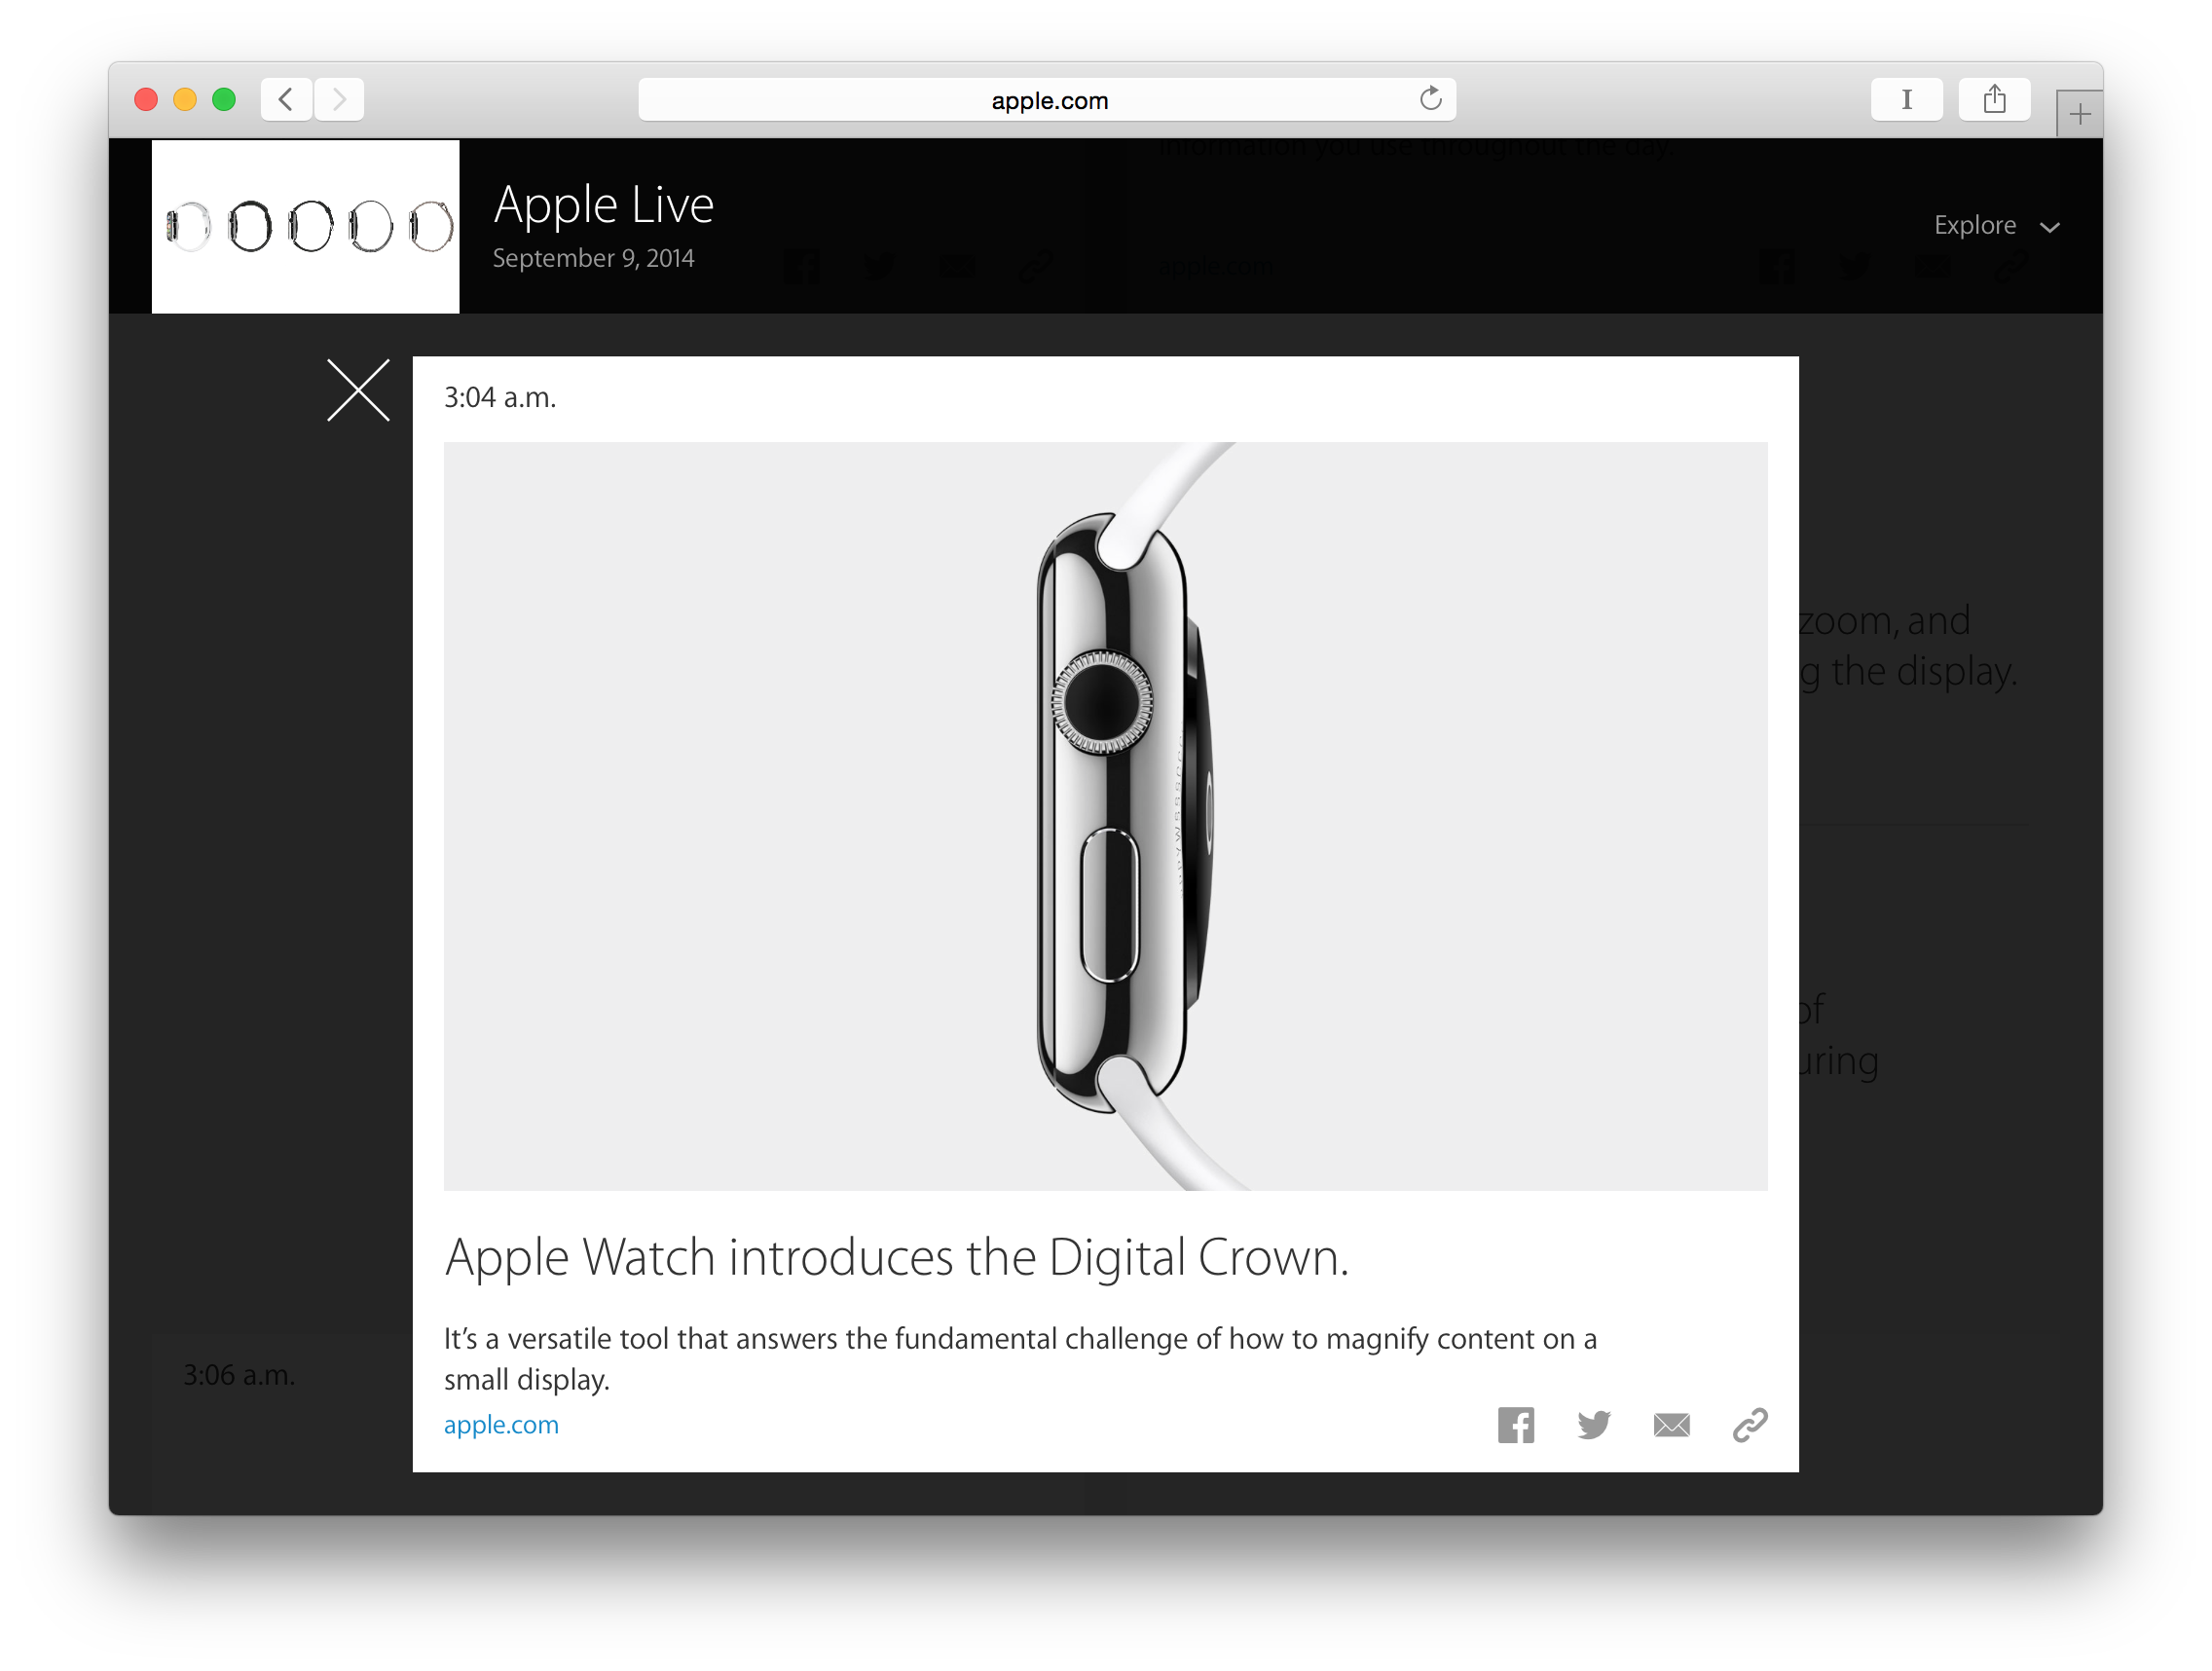 apple.com
information you use throughout the day.
Apple Live
September 9, 2014
Explore
apple.com
3:04 a.m.
zoom, and
g the display.
of
uring
Apple Watch introduces the Digital Crown.
It’s a versatile tool that answers the fundamental challenge of how to magnify content on a
small display.
3:06 a.m.
apple.com